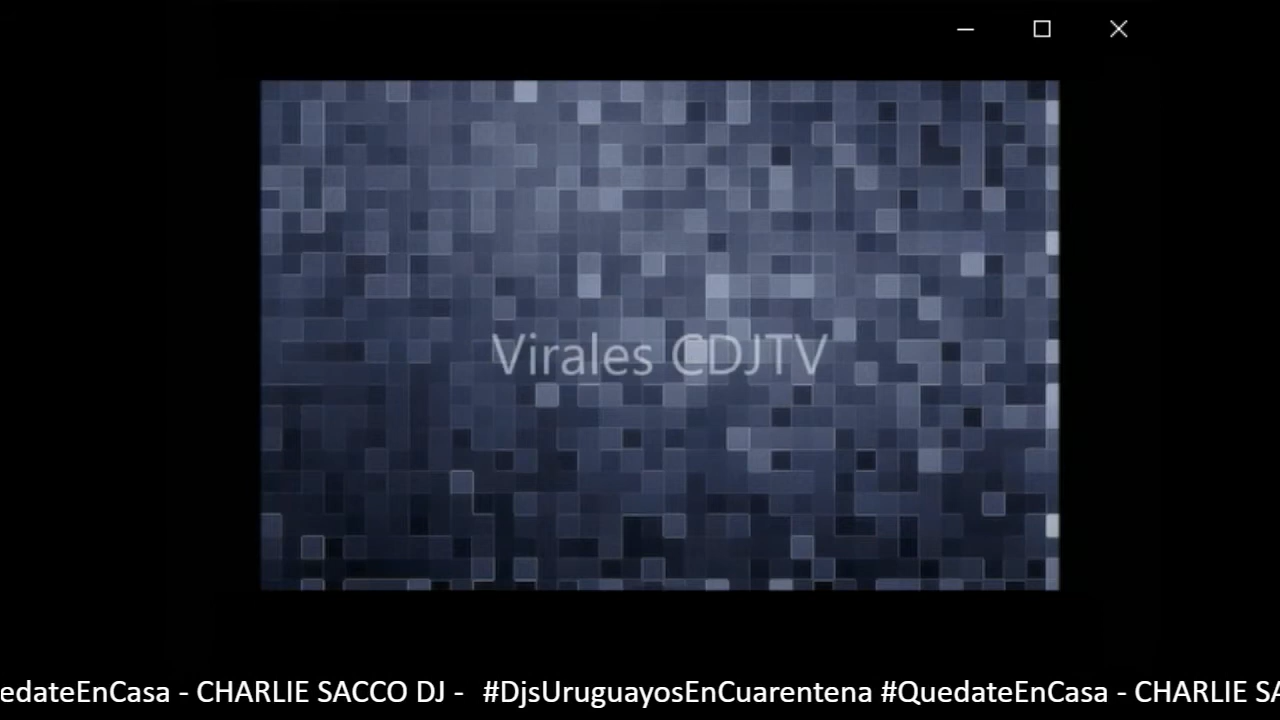 Virales CDJTV
edateEnCasa - CHARLIE SACCO DJ - #DjsUruguayosEnCuarentena #QuedateEnCasa - CHARLIE SA